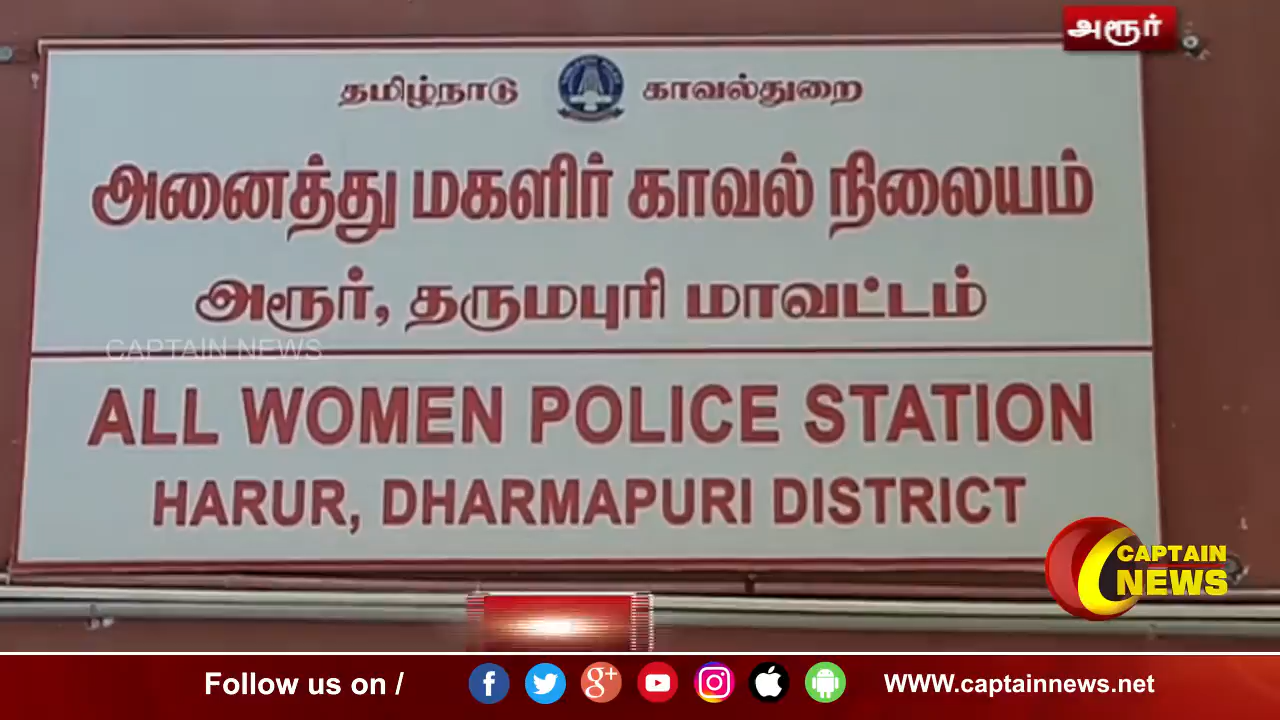 அரூர்
தமிழ்நாடு காவல்துறை
அனைத்து மகளிர் காவல் நிலையம்
அரூர், தருமபுரி மாவட்டம்
CAPTAIN NEWS
ALL WOMEN POLICE STATION
HARUR, DHARMAPURI DISTRICT
CAPTAIN
NEWS
Follow us on / WWW.captainnews.net